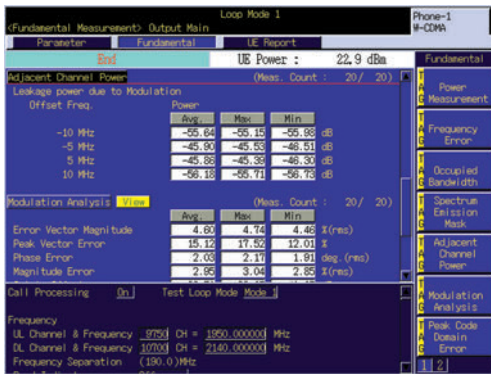 Loop Mode 1
<Fundamental Measurement> Output Main
Phone-1
W-CDMA
Parameter Fundamental UE Report
End UE Power : 22.9 dBm
Fundamental
Adjacent Channel Power (Meas. Count : 20/ 20)
Leakage power due to Modulation
Offset Freq. Power
Avg. Max Min
-10 MHz -55.64 -55.15 -55.98 dB
-5 MHz -45.90 -45.53 -46.51 dB
5 MHz -45.86 -45.39 -46.30 dB
10 MHz -56.18 -55.71 -56.73 dB
Modulation Analysis View (Meas. Count : 20/ 20)
Avg. Max Min
Error Vector Magnitude 4.60 4.74 4.46 %(rms)
Peak Vector Error 15.12 17.52 12.01 %
Phase Error 2.03 2.17 1.91 deg.(rms)
Magnitude Error 2.95 3.04 2.85 %(rms)
Call Processing On Test Loop Mode Mode 1
Frequency
UL Channel & Frequency 9750 CH = 1950.000000 MHz
DL Channel & Frequency 10700 CH = 2140.000000 MHz
Frequency Separation (190.0)MHz
TAG Power Measurement
TAG Frequency Error
TAG Occupied Bandwidth
TAG Spectrum Emission Mask
TAG Adjacent Channel Power
TAG Modulation Analysis
TAG Peak Code Domain Error
1 2